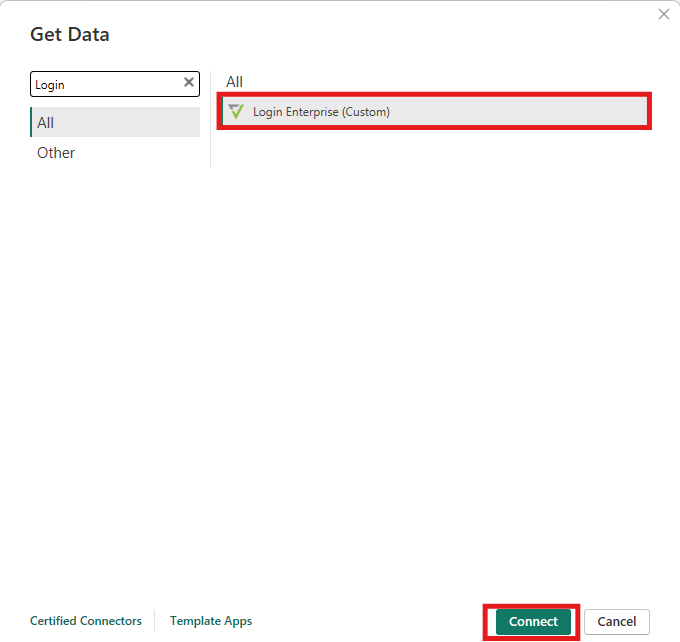 Get Data
Login
All
Other
All
Login Enterprise (Custom)
Certified Connectors
Template Apps
Connect
Cancel